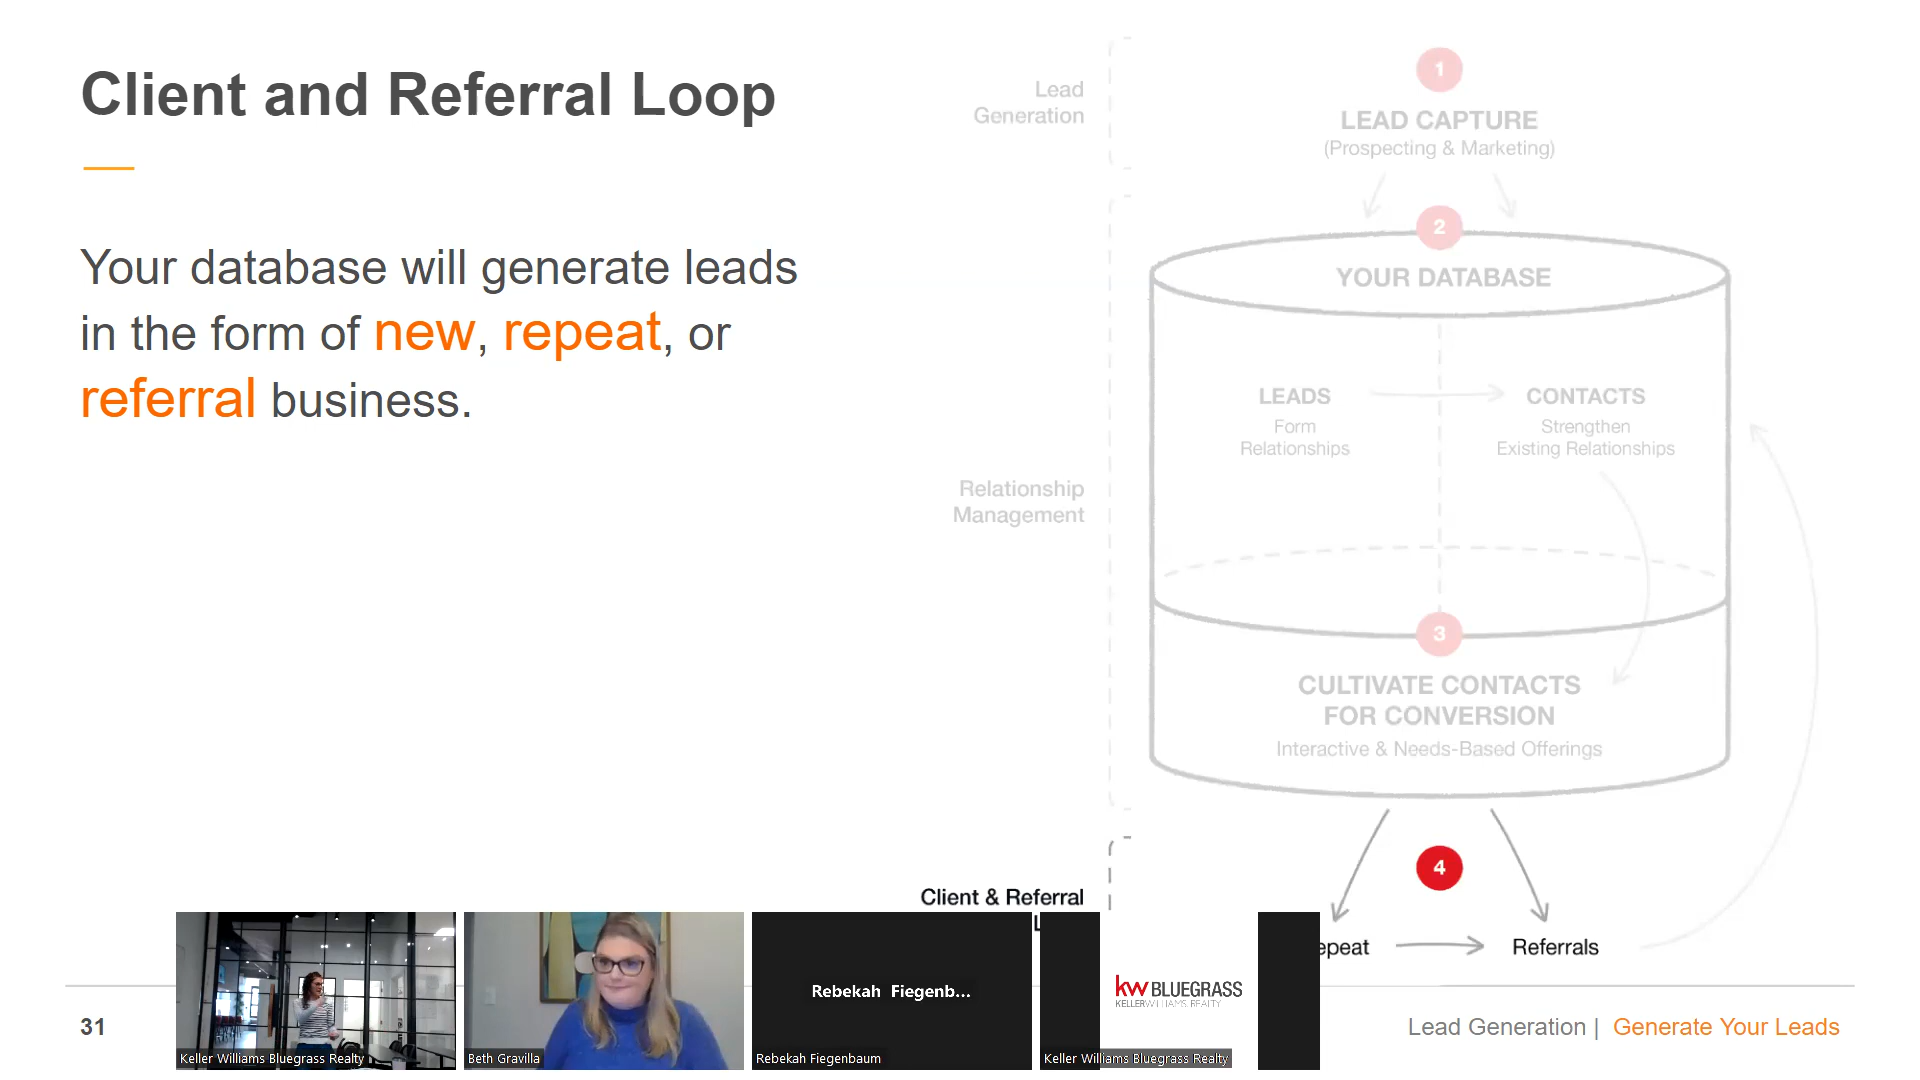 Client and Referral Loop
Your database will generate leads
in the form of new, repeat, or
referral business.
Lead
Generation
1
LEAD CAPTURE
(Prospecting & Marketing)
2
YOUR DATABASE
LEADS
Form
Relationships
CONTACTS
Strengthen
Existing Relationships
Relationship
Management
3
CULTIVATE CONTACTS
FOR CONVERSION
Interactive & Needs-Based Offerings
4
Client & Referral
L
epeat
Referrals
Rebekah Fiegenb...
kw BLUEGRASS
KELLERWILLIAMS. REALTY
Keller Williams Bluegrass Realty
Beth Gravilla
Rebekah Fiegenbaum
Keller Williams Bluegrass Realty
31
Lead Generation | Generate Your Leads